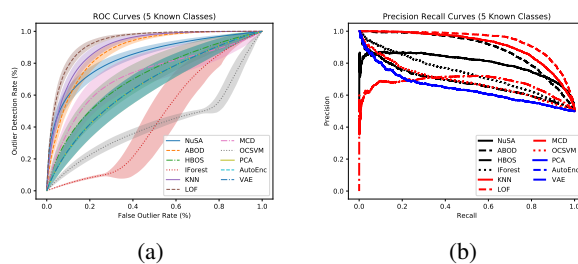 ROC Curves (5 Known Classes)
Outlier Detection Rate (%)
1.0
0.8
0.6
0.4
0.2
0.0
0.0 0.2 0.4 0.6 0.8 1.0
False Outlier Rate (%)
NuSA
ABOD
HBOS
IForest
KNN
LOF
MCD
OCSVM
PCA
AutoEnc
VAE
(a)
Precision Recall Curves (5 Known Classes)
Precision
1.0
0.8
0.6
0.4
0.2
0.0
0.0 0.2 0.4 0.6 0.8 1.0
Recall
NuSA
ABOD
HBOS
IForest
KNN
LOF
MCD
OCSVM
PCA
AutoEnc
VAE
(b)